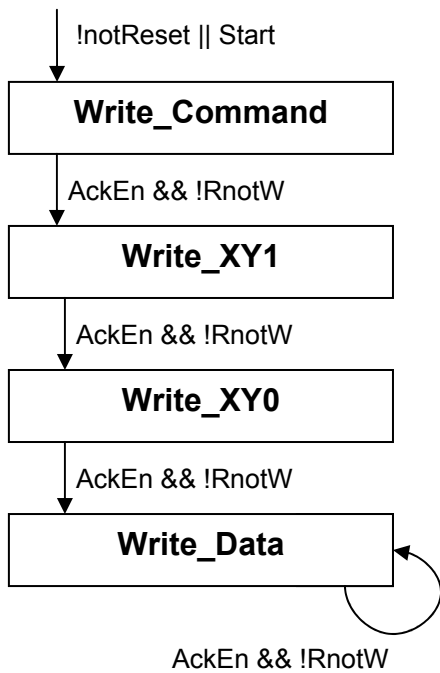 !notReset || Start
Write_Command
AckEn && !RnotW
Write_XY1
AckEn && !RnotW
Write_XY0
AckEn && !RnotW
Write_Data
AckEn && !RnotW